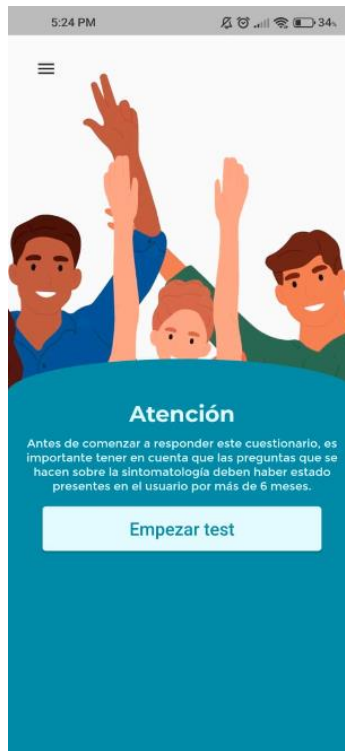 5:24 PM 34%
Atención
Antes de comenzar a responder este cuestionario, es
importante tener en cuenta que las preguntas que se
hacen sobre la sintomatología deben haber estado
presentes en el usuario por más de 6 meses.
Empezar test